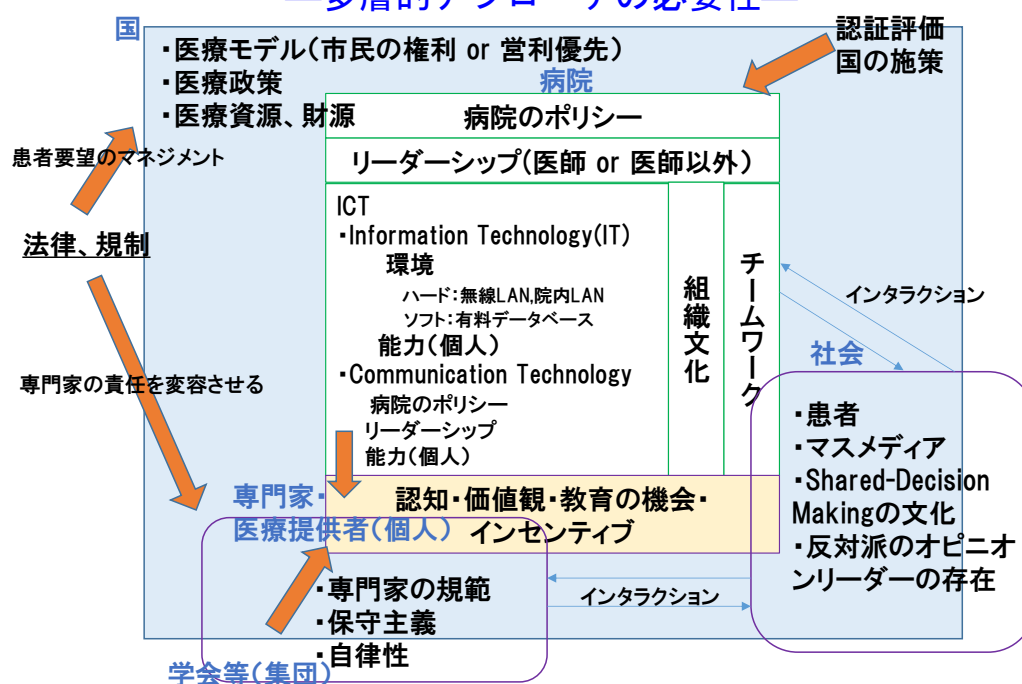 ―多層的アプローチの必要性―
国
・医療モデル(市民の権利 or 営利優先)
・医療政策
・医療資源、財源
認証評価
国の施策
病院
病院のポリシー
リーダーシップ(医師 or 医師以外)
患者要望のマネジメント
法律、規制
専門家の責任を変容させる
ICT
・Information Technology(IT)
環境
ハード:無線LAN,院内LAN
ソフト:有料データベース
能力(個人)
・Communication Technology
病院のポリシー
リーダーシップ
能力(個人)
組織文化
チームワーク
インタラクション
社会
・患者
・マスメディア
・Shared-Decision
Makingの文化
・反対派のオピニオ
ンリーダーの存在
専門家・
医療提供者(個人)
認知・価値観・教育の機会・
インセンティブ
インタラクション
・専門家の規範
・保守主義
・自律性
学会等(集団)